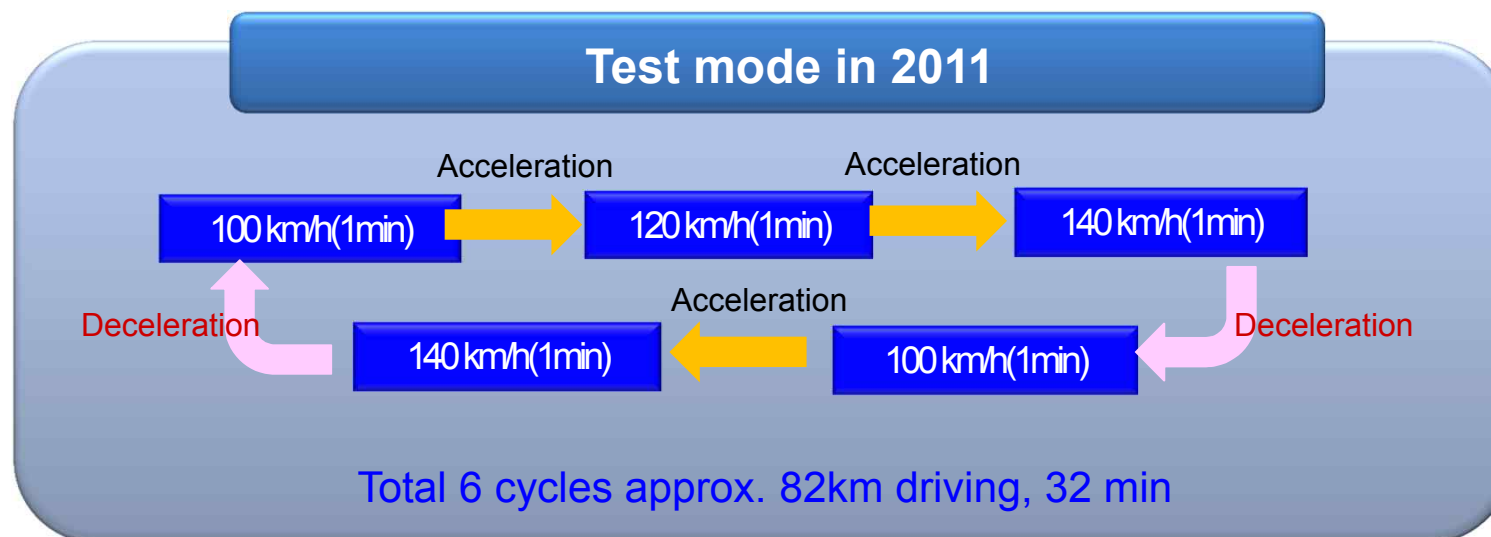 Test mode in 2011
Acceleration
Acceleration
100 km/h(1min)
120 km/h(1min)
140 km/h(1min)
Acceleration
Deceleration
Deceleration
140 km/h(1min)
100 km/h(1min)
Total 6 cycles approx. 82km driving, 32 min